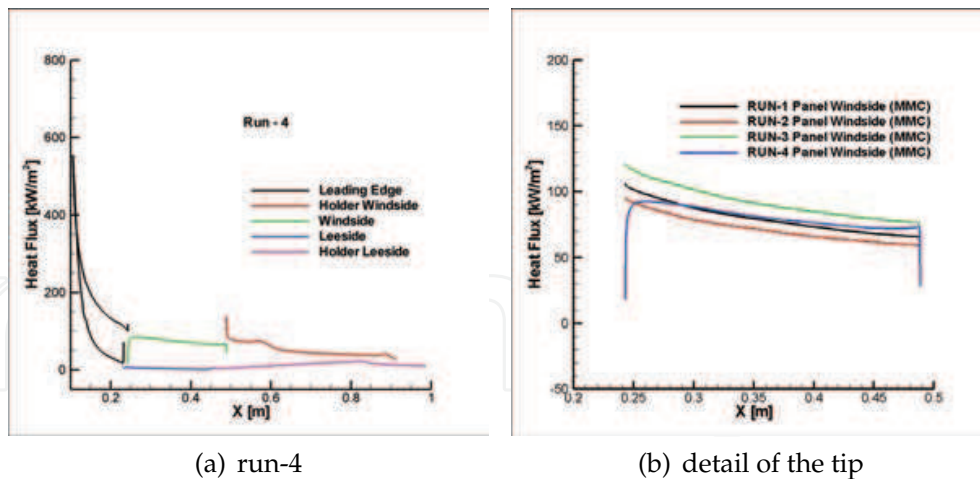 800
600
400
200
0
Heat Flux [kW/m²]
Run - 4
Leading Edge
Holder Windside
Windside
Leeside
Holder Leeside
0.2 0.4 0.6 0.8 1
X [m]
(a) run-4
200
150
100
50
0
-50
Heat Flux [kW/m²]
RUN-1 Panel Windside (MMC)
RUN-2 Panel Windside (MMC)
RUN-3 Panel Windside (MMC)
RUN-4 Panel Windside (MMC)
0.2 0.25 0.3 0.35 0.4 0.45 0.5
X [m]
(b) detail of the tip